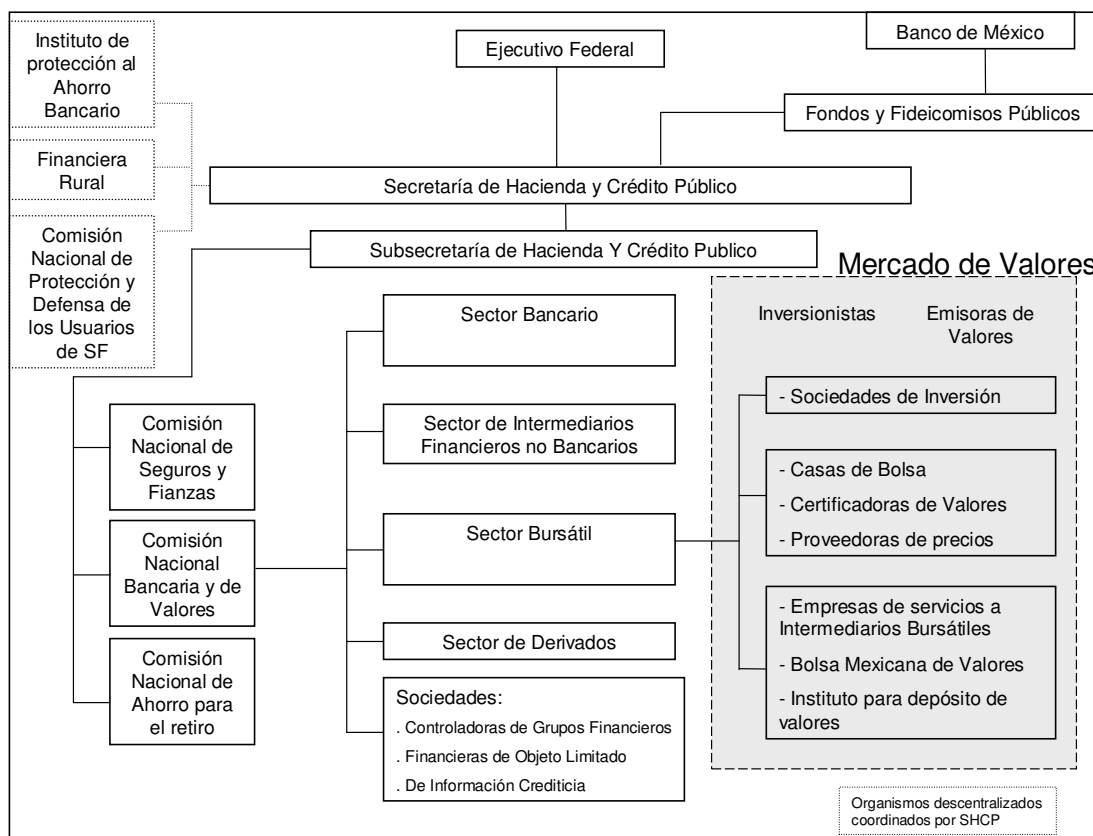 Instituto de
protección al
Ahorro
Bancario
Ejecutivo Federal
Banco de México
Fondos y Fideicomisos Públicos
Financiera
Rural
Secretaría de Hacienda y Crédito Público
Comisión
Nacional de
Protección y
Defensa de
los Usuarios
de SF
Subsecretaría de Hacienda Y Crédito Publico
Mercado de Valores
Inversionistas
Emisoras de
Valores
Sector Bancario
- Sociedades de Inversión
Comisión
Nacional de
Seguros y
Fianzas
Sector de Intermediarios
Financieros no Bancarios
- Casas de Bolsa
- Certificadoras de Valores
- Proveedoras de precios
Comisión
Nacional
Bancaria y de
Valores
Sector Bursátil
- Empresas de servicios a
Intermediarios Bursátiles
- Bolsa Mexicana de Valores
- Instituto para depósito de
valores
Comisión
Nacional de
Ahorro para
el retiro
Sector de Derivados
Sociedades:
. Controladoras de Grupos Financieros
. Financieras de Objeto Limitado
. De Información Crediticia
Organismos descentralizados
coordinados por SHCP